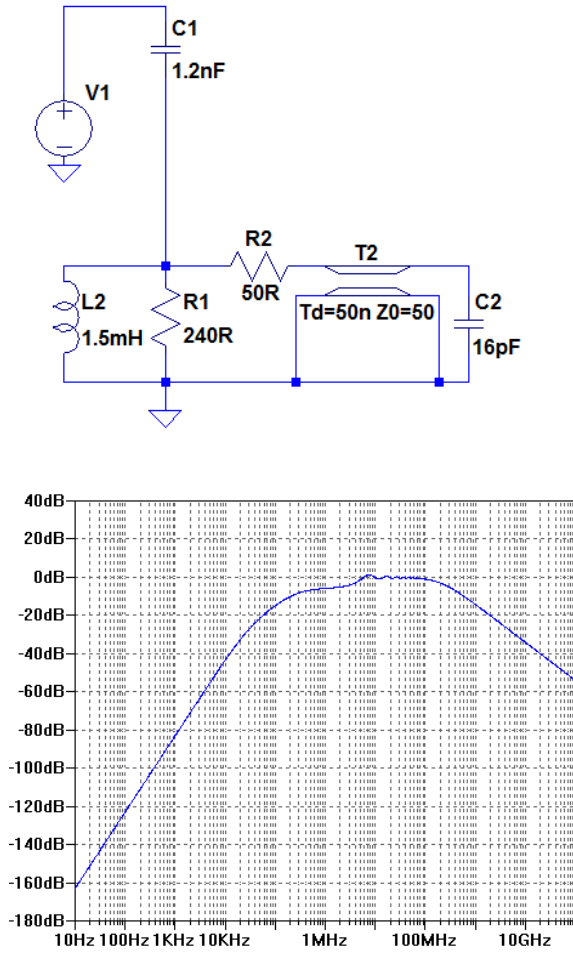 C1
1.2nF
V1
R2
50R
T2
Td=50n Z0=50
L2
1.5mH
R1
240R
C2
16pF
40dB
20dB
0dB
-20dB
-40dB
-60dB
-80dB
-100dB
-120dB
-140dB
-160dB
-180dB
10Hz 100Hz 1KHz 10KHz 1MHz 100MHz 10GHz